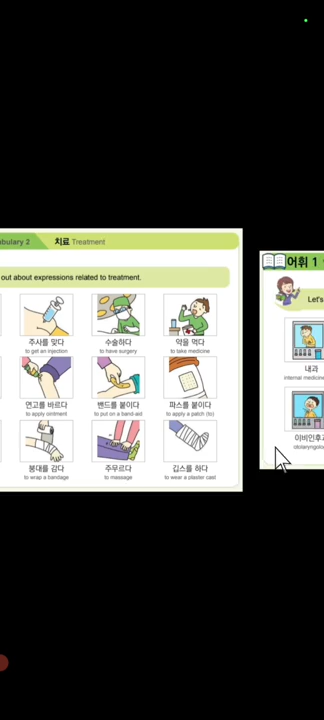 bulary 2 치료 Treatment
out about expressions related to treatment.
주사를 맞다 수술하다 약을 먹다
to get an injection to have surgery to take medicine
연고를 바르다 밴드를 붙이다 파스를 붙이다
to apply ointment to put on a band-aid to apply a patch (to)
붕대를 감다 주무르다 깁스를 하다
to wrap a bandage to massage to wear a plaster cast
어휘 1
Let's
내과
internal medicine
이비인후과
otolaryngolo